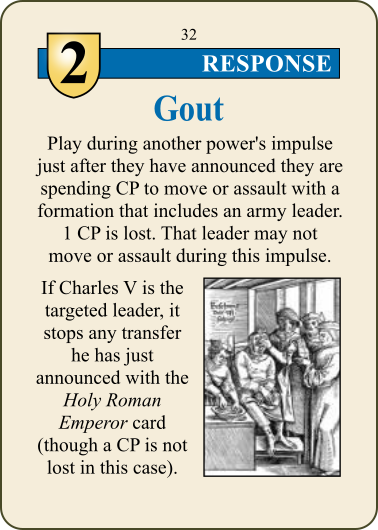 32
2
RESPONSE
Gout
Play during another power's impulse
just after they have announced they are
spending CP to move or assault with a
formation that includes an army leader.
1 CP is lost. That leader may not
move or assault during this impulse.
If Charles V is the
targeted leader, it
stops any transfer
he has just
announced with the
Holy Roman
Emperor card
(though a CP is not
lost in this case).